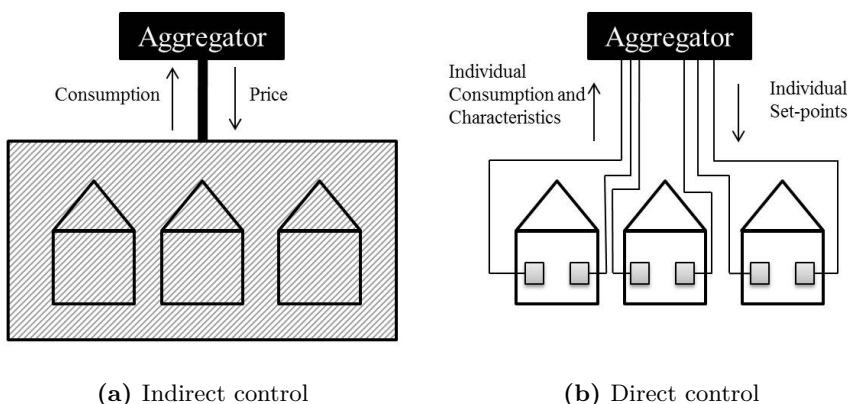 Aggregator
Consumption
Price
(a) Indirect control
Aggregator
Individual
Consumption and
Characteristics
Individual
Set-points
(b) Direct control